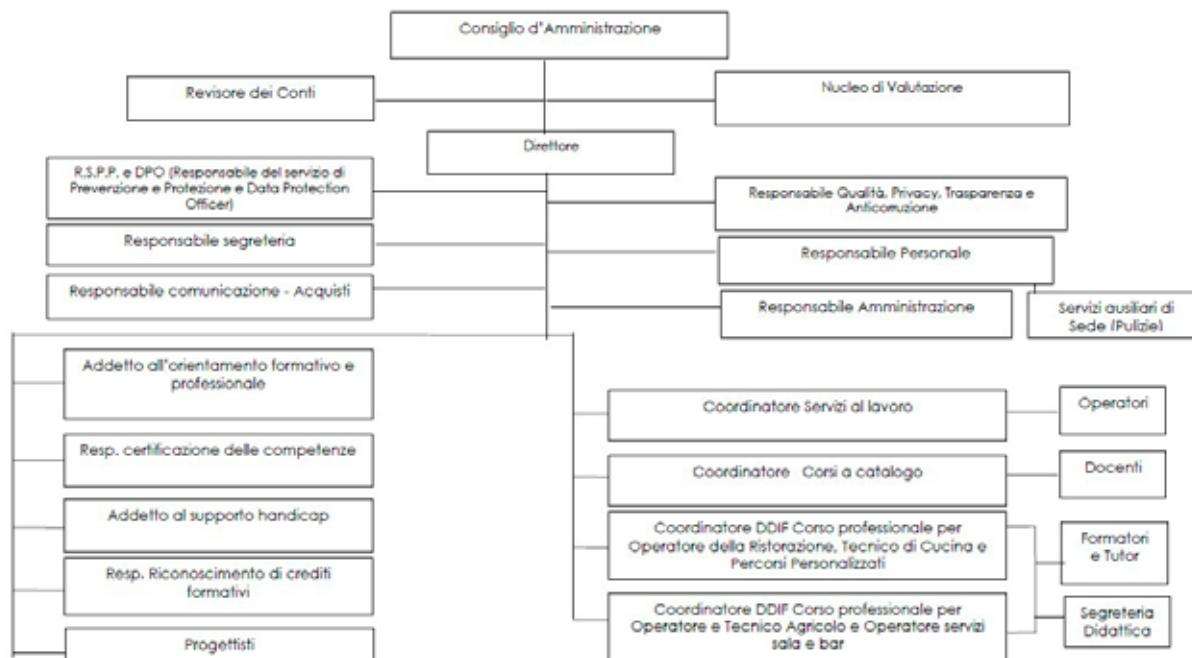 Consiglio d'Amministrazione
Revisore dei Conti
Nucleo di Valutazione
Direttore
R.S.P.P. e DPO (Responsabile del servizio di
Prevenzione e Protezione e Data Protection
Officer)
Responsabile Qualità, Privacy, Trasparenza e
Anticorruzione
Responsabile segreteria
Responsabile Personale
Responsabile comunicazione - Acquisti
Responsabile Amministrazione
Servizi ausiliari di
Sede (Pulizie)
Addetto all'orientamento formativo e
professionale
Coordinatore Servizi al lavoro
Operatori
Resp. certificazione delle competenze
Coordinatore Corsi a catalogo
Docenti
Addetto al supporto handicap
Coordinatore DDIF Corso professionale per
Operatore della Ristorazione, Tecnico di Cucina e
Percorsi Personalizzati
Formatori
e Tutor
Resp. Riconoscimento di crediti
formativi
Coordinatore DDIF Corso professionale per
Operatore e Tecnico Agricolo e Operatore servizi
sala e bar
Segreteria
Didattica
Progettisti